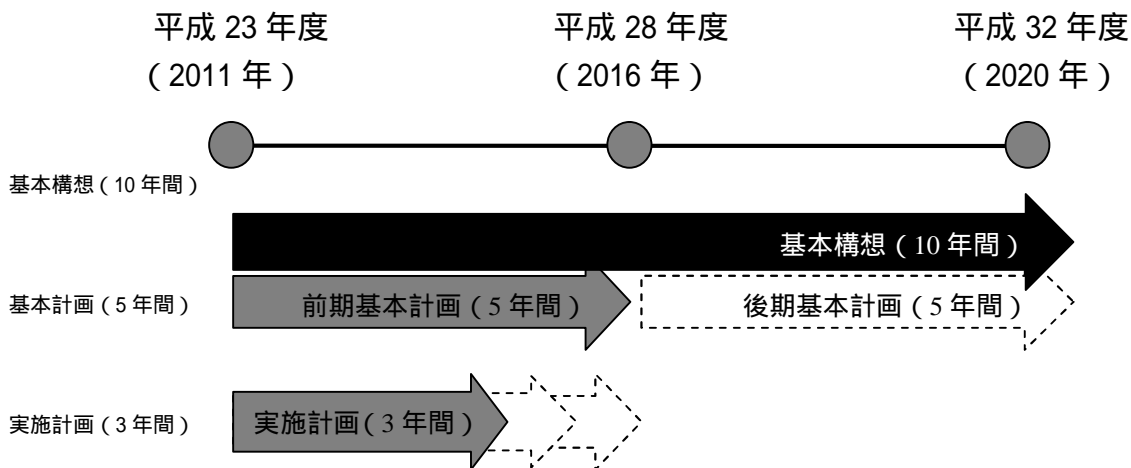 平成 23 年度 平成 28 年度 平成 32 年度
（2011 年） （2016 年） （2020 年）
基本構想（10 年間）
基本構想（10 年間）
基本計画（5 年間） 前期基本計画（5 年間） 後期基本計画（5 年間）
実施計画（3 年間） 実施計画（3 年間）